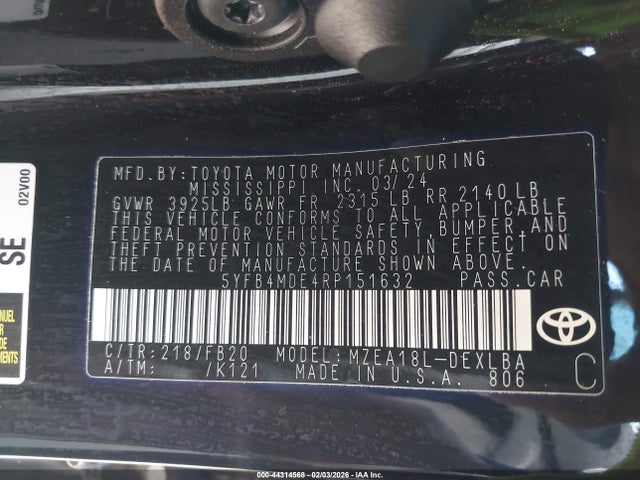 MFD.BY:TOYOTA MOTOR MANUFACTURING
MISSISSIPPI INC.03/24
GVWR 3925LB GAWR FR 2315 LB RR 2140LB
THIS VEHICLE CONFORMS TO ALL APPLICABLE
FEDERAL MOTOR VEHICLE SAFETY,BUMPER,AND
THEFT PREVENTION STANDARDS IN EFFECT ON
THE DATE OF MANUFACTURE SHOWN ABOVE.
5YFB4MDE4RP151632 PASS.CAR
C/TR:218/FB20 MODEL:MZEA18L-DEXLBA
A/TM: /K121 MADE IN U.S.A. 806
C
02V00
SE
000-44314568 - 02/03/2026 - IAA Inc.